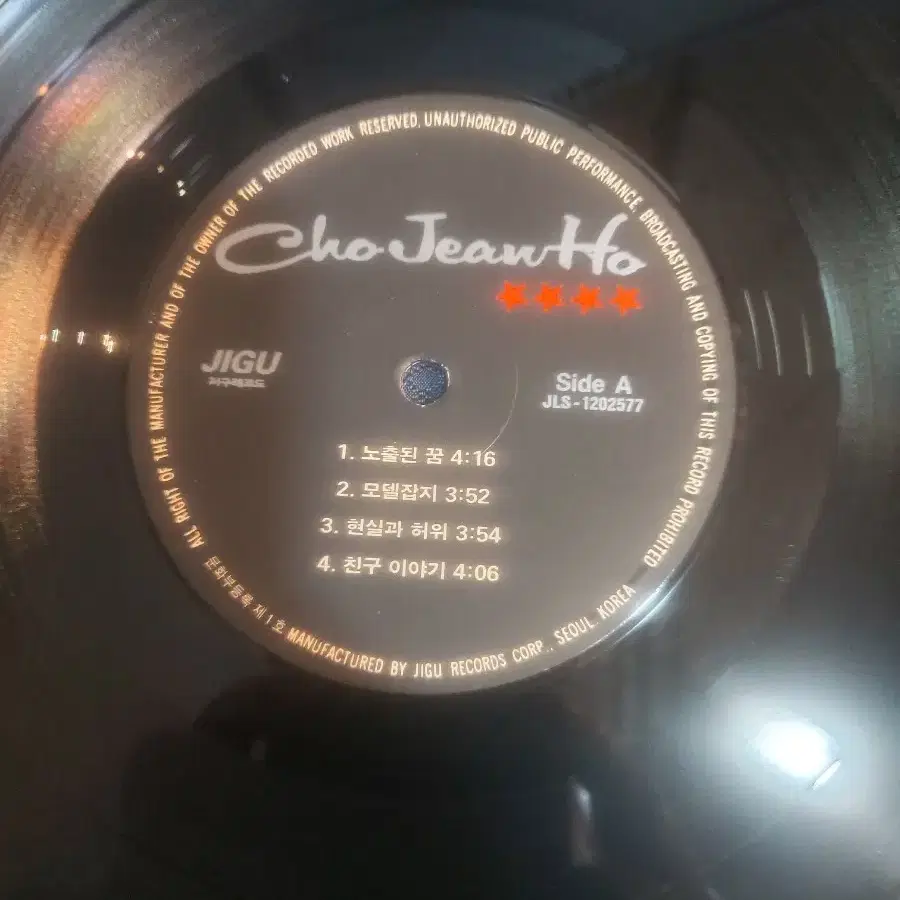 ALL RIGHT OF THE MANUFACTURER AND OF THE OWNER OF THE RECORDED WORK RESERVED, UNAUTHORIZED PUBLIC PERFORMANCE, BROADCASTING AND COPYING OF THIS RECORD PROHIBITED
Cho Jean Ho
JIGU
지구레코드
Side A
JLS-1202577
1. 노출된 꿈 4:16
2. 모델잡지 3:52
3. 현실과 허위 3:54
4. 친구 이야기 4:06
문화부등록 제1호 MANUFACTURED BY JIGU RECORDS CORP., SEOUL, KOREA